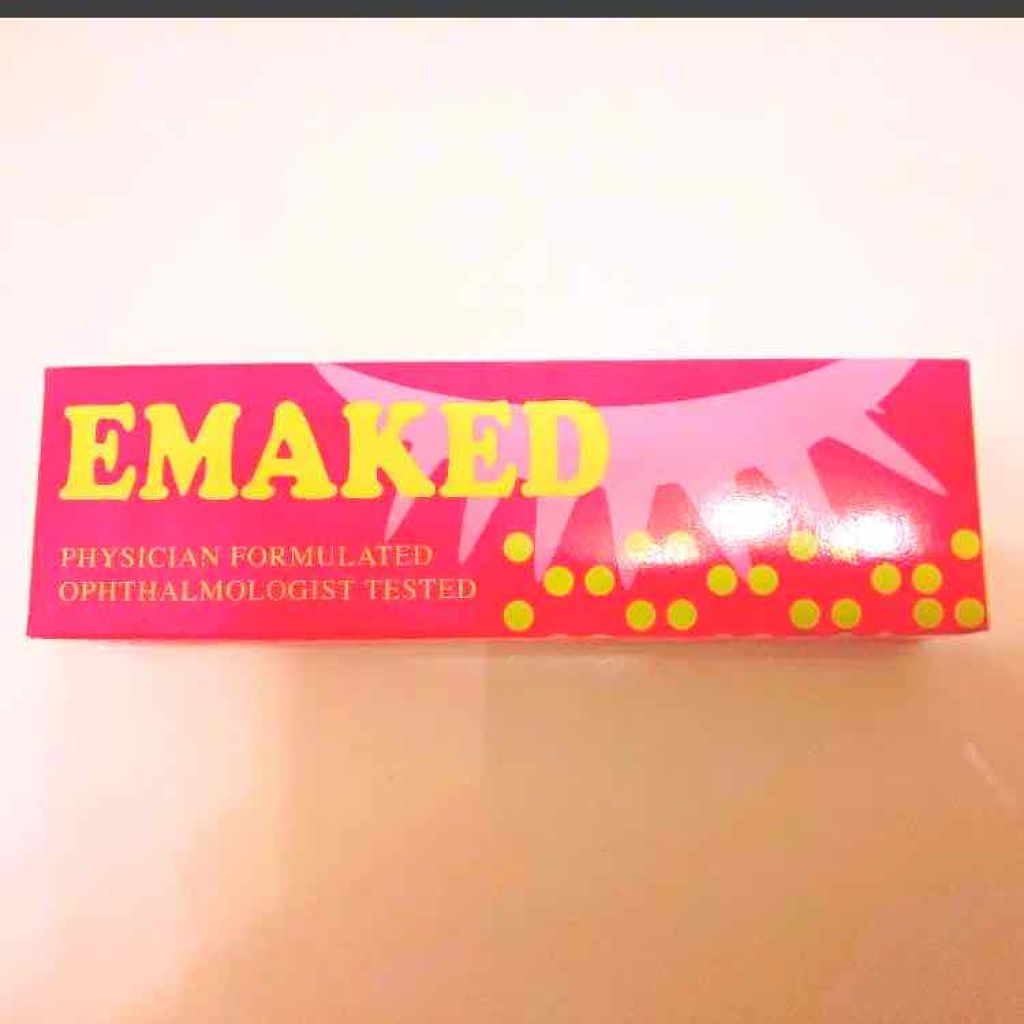 EMAKED
PHYSICIAN FORMULATED
OPHTHALMOLOGIST TESTED